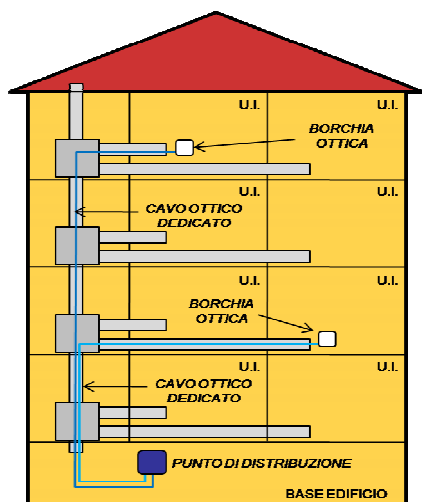 U.I.
U.I.
BORCHIA
OTTICA
U.I.
U.I.
CAVO OTTICO
DEDICATO
U.I.
U.I.
BORCHIA
OTTICA
U.I.
U.I.
CAVO OTTICO
DEDICATO
PUNTO DI DISTRIBUZIONE
BASE EDIFICIO